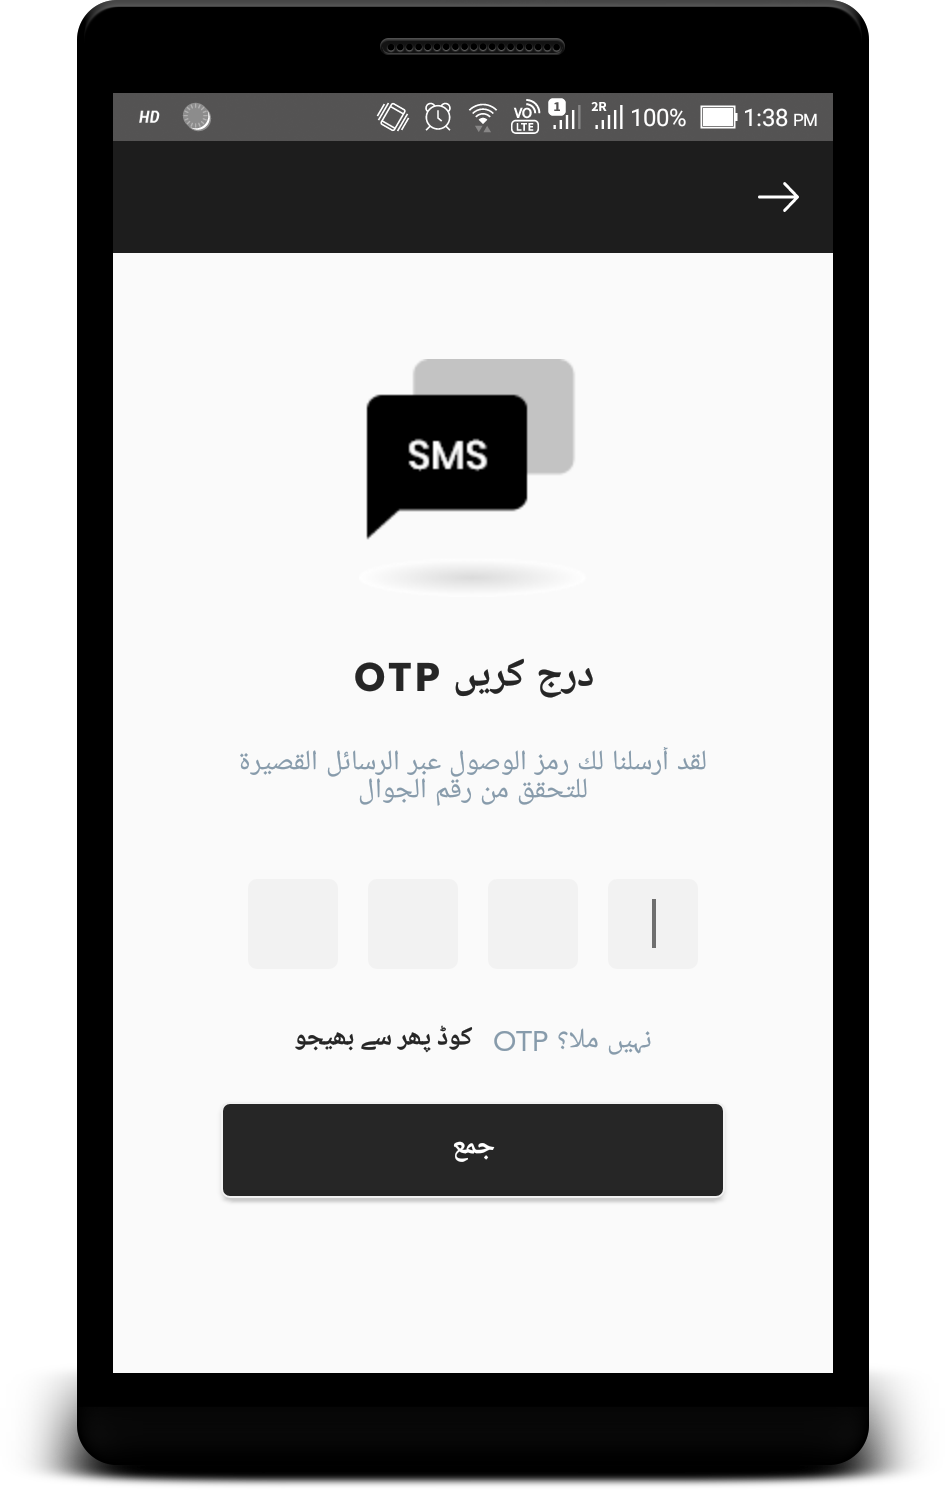 HD
VO LTE 1 2R 100% 1:38 PM
SMS
OTP درج کریں
لقد أرسلنا لك رمز الوصول عبر الرسائل القصيرة
للتحقق من رقم الجوال
OTP نہیں ملا؟ کوڈ پھر سے بھیجو
جمع